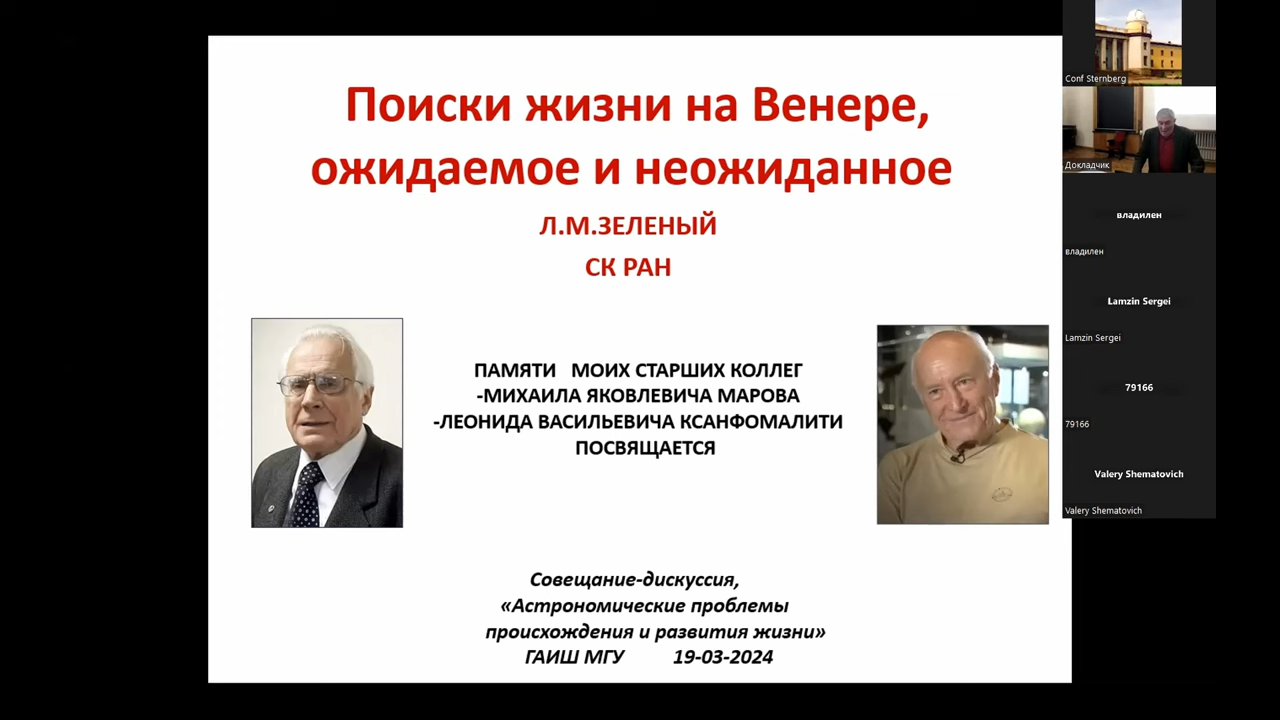 Поиски жизни на Венере,
ожидаемое и неожиданное
Л.М.ЗЕЛЕНЫЙ
СК РАН
ПАМЯТИ МОИХ СТАРШИХ КОЛЛЕГ
-МИХАИЛА ЯКОВЛЕВИЧА МАРОВА
-ЛЕОНИДА ВАСИЛЬЕВИЧА КСАНФОМАЛИТИ
ПОСВЯЩАЕТСЯ
Совещание-дискуссия,
«Астрономические проблемы
происхождения и развития жизни»
ГАИШ МГУ 19-03-2024
Conf Sternberg
Докладчик
владилен
владилен
Lamzin Sergei
Lamzin Sergei
79166
79166
Valery Shematovich
Valery Shematovich